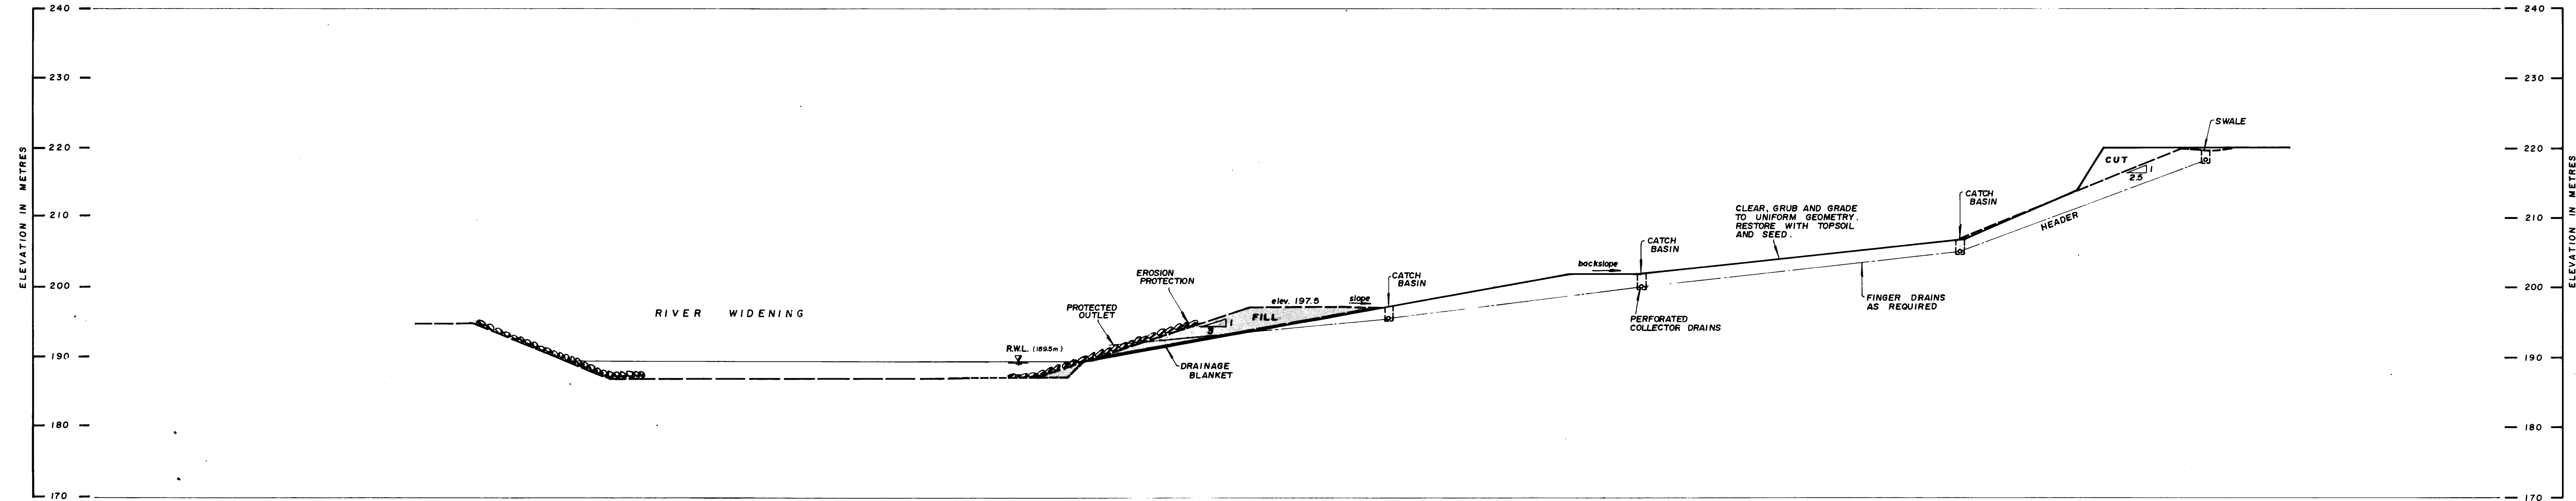 240
230
220
210
200
190
180
170
ELEVATION IN METRES
RIVER WIDENING
R.W.L. (189.5m)
PROTECTED
OUTLET
EROSION
PROTECTION
3
1
FILL
elev. 197.5
slope
DRAINAGE
BLANKET
CATCH
BASIN
backslope
CATCH
BASIN
PERFORATED
COLLECTOR DRAINS
CLEAR, GRUB AND GRADE
TO UNIFORM GEOMETRY.
RESTORE WITH TOPSOIL
AND SEED.
FINGER DRAINS
AS REQUIRED
CATCH
BASIN
HEADER
CUT
2.5
1
SWALE
240
230
220
210
200
190
180
170
ELEVATION IN METRES